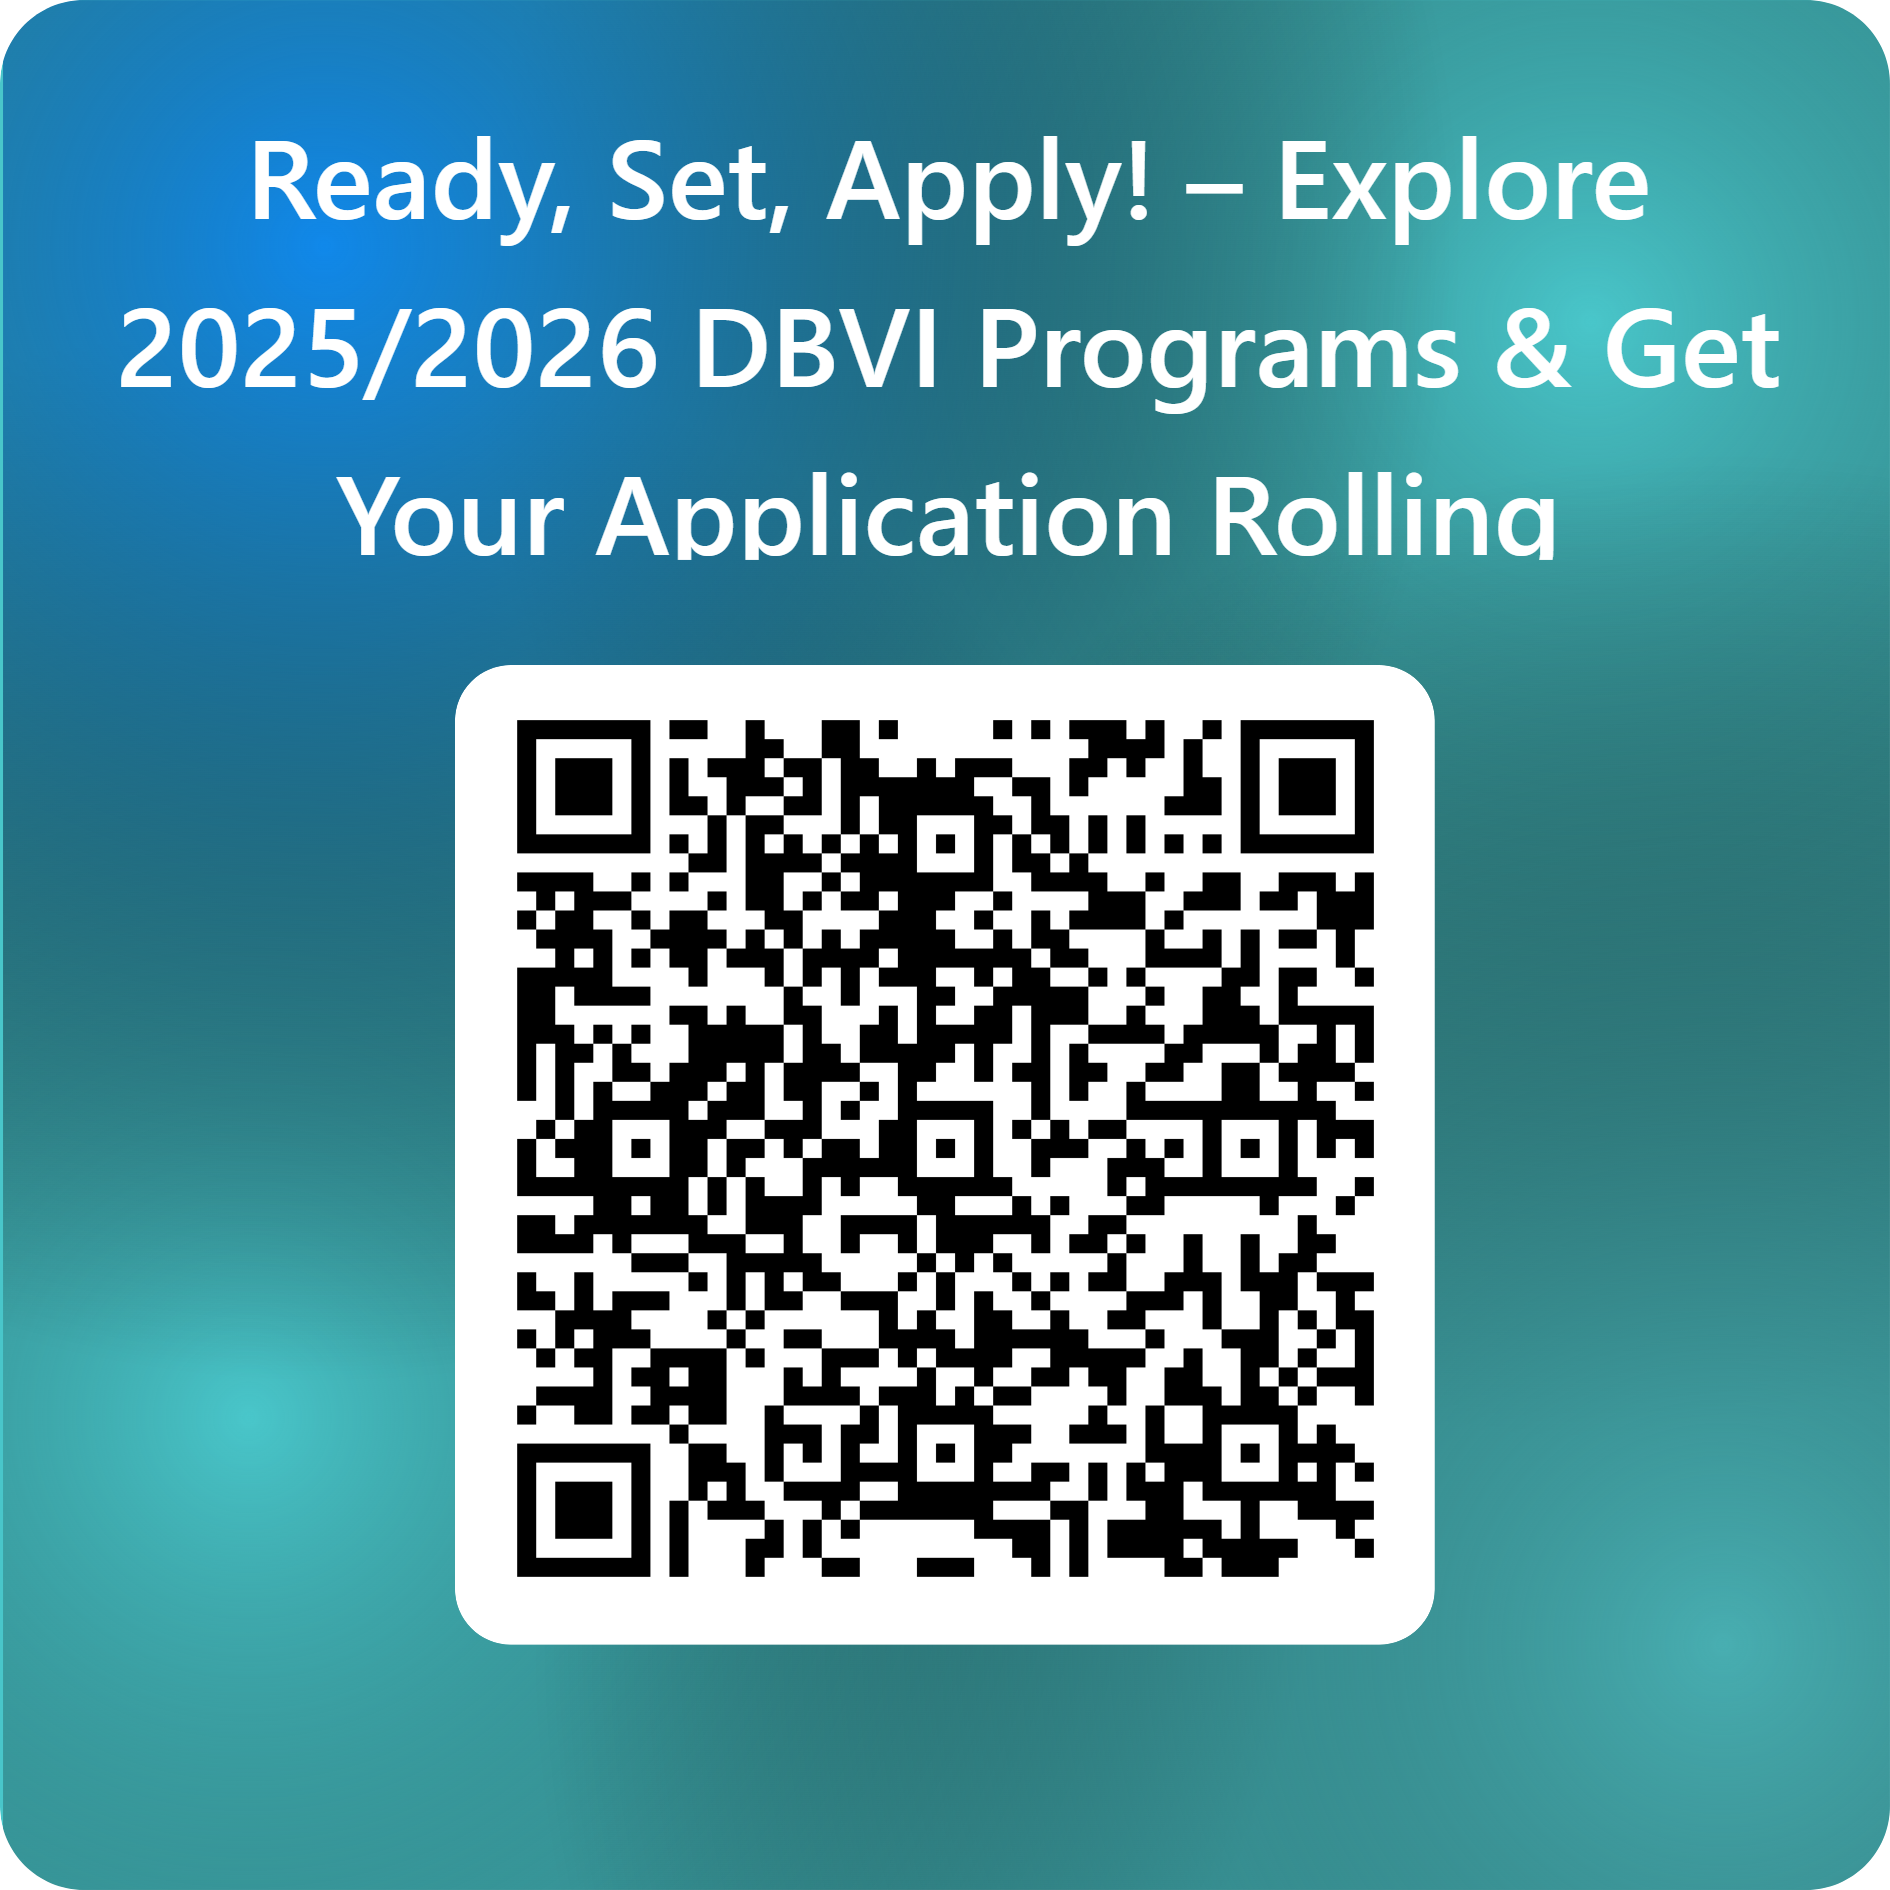 Ready, Set, Apply! – Explore
2025/2026 DBVI Programs & Get
Your Application Rolling